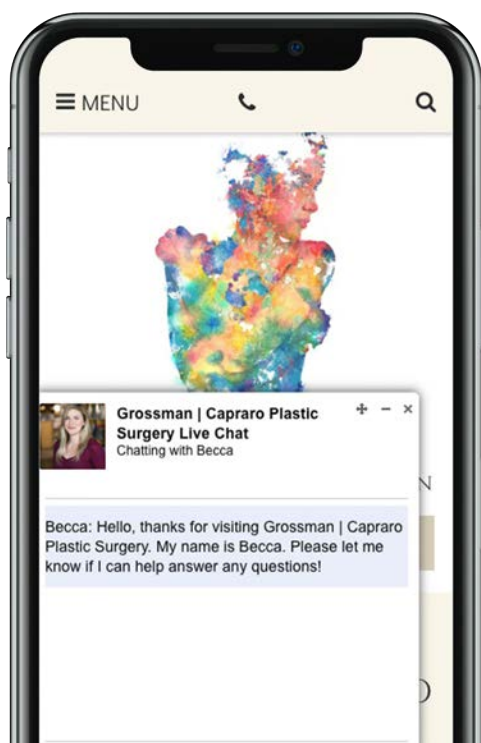 MENU
Grossman | Capraro Plastic
Surgery Live Chat
Chatting with Becca
Becca: Hello, thanks for visiting Grossman | Capraro
Plastic Surgery. My name is Becca. Please let me
know if I can help answer any questions!
N